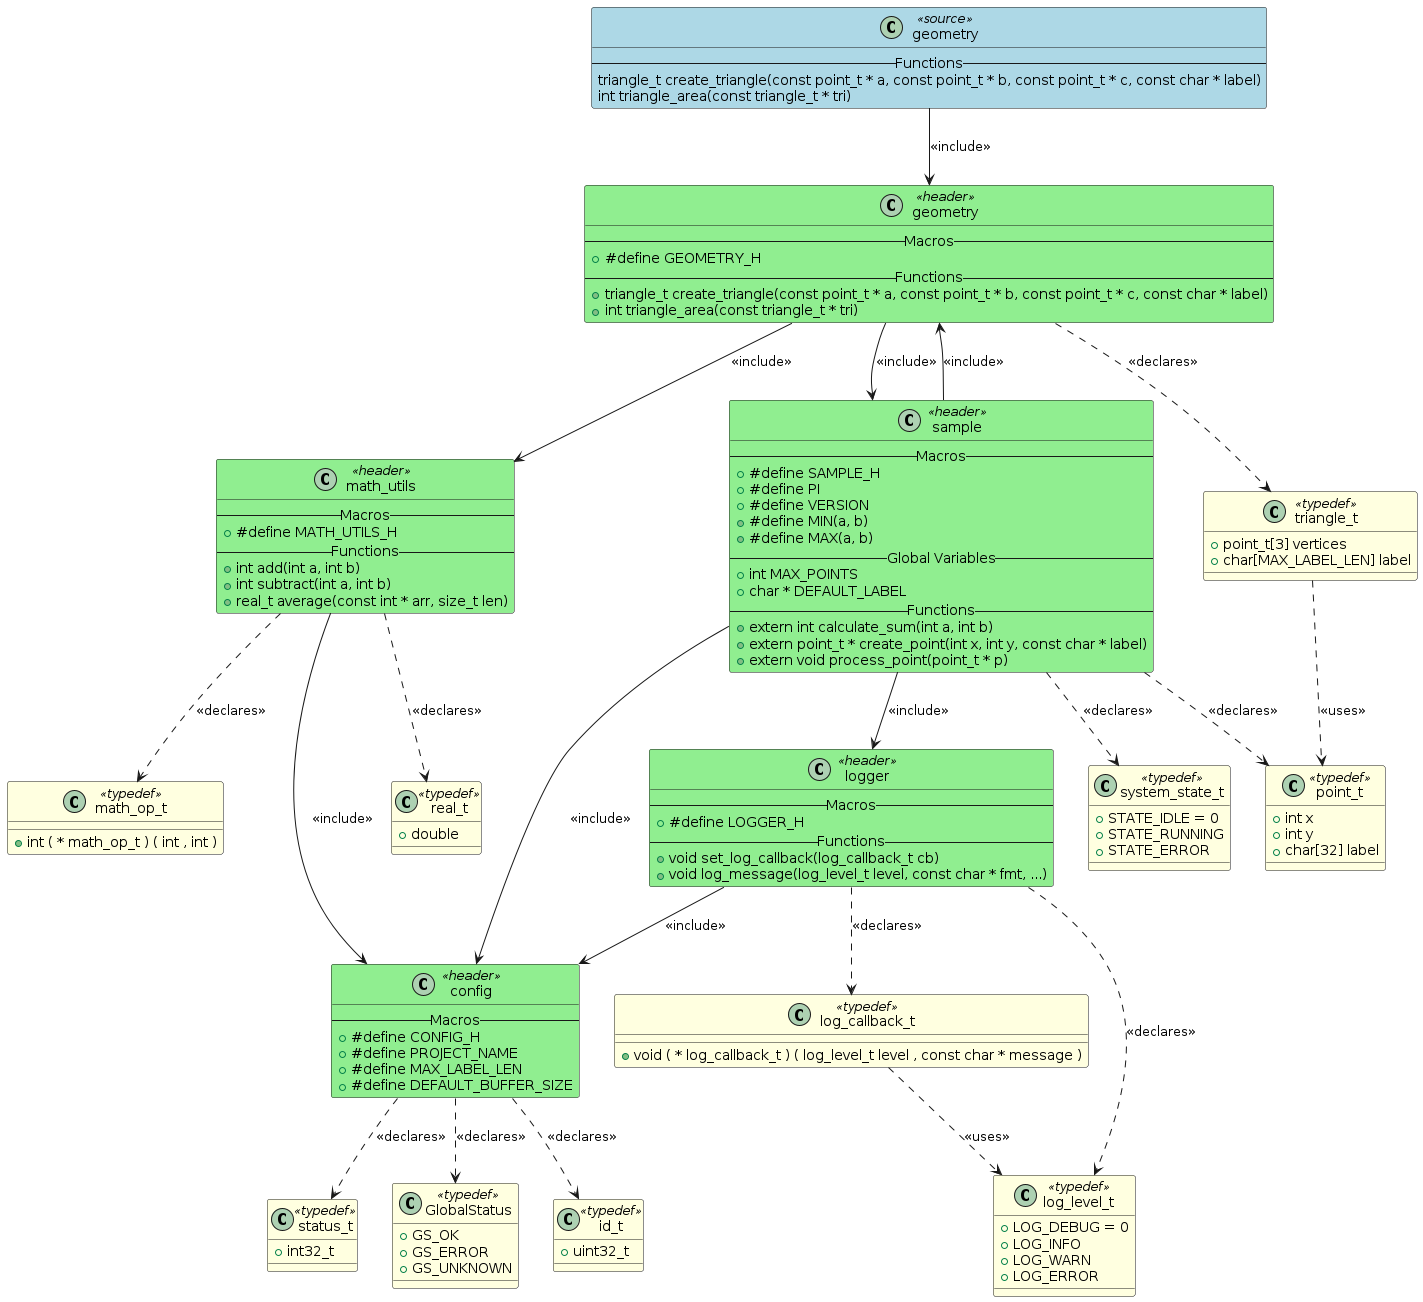 C
«source»
geometry
Functions
triangle_t create_triangle(const point_t * a, const point_t * b, const point_t * c, const char * label)
int triangle_area(const triangle_t * tri)
«include»
C
«header»
geometry
Macros
#define GEOMETRY_H
Functions
triangle_t create_triangle(const point_t * a, const point_t * b, const point_t * c, const char * label)
int triangle_area(const triangle_t * tri)
«include»
«include»
«include»
«declares»
C
«header»
sample
Macros
#define SAMPLE_H
#define PI
#define VERSION
#define MIN(a, b)
#define MAX(a, b)
Global Variables
int MAX_POINTS
char * DEFAULT_LABEL
Functions
extern int calculate_sum(int a, int b)
extern point_t * create_point(int x, int y, const char * label)
extern void process_point(point_t * p)
C
«header»
math_utils
Macros
#define MATH_UTILS_H
Functions
int add(int a, int b)
int subtract(int a, int b)
real_t average(const int * arr, size_t len)
C
«typedef»
triangle_t
point_t[3] vertices
char[MAX_LABEL_LEN] label
«declares»
«declares»
«include»
«declares»
«declares»
«uses»
C
«typedef»
math_op_t
int ( * math_op_t ) ( int , int )
«include»
C
«typedef»
real_t
double
«include»
C
«header»
logger
Macros
#define LOGGER_H
Functions
void set_log_callback(log_callback_t cb)
void log_message(log_level_t level, const char * fmt, ...)
C
«typedef»
system_state_t
STATE_IDLE = 0
STATE_RUNNING
STATE_ERROR
C
«typedef»
point_t
int x
int y
char[32] label
«include»
«declares»
«declares»
C
«header»
config
Macros
#define CONFIG_H
#define PROJECT_NAME
#define MAX_LABEL_LEN
#define DEFAULT_BUFFER_SIZE
C
«typedef»
log_callback_t
void ( * log_callback_t ) ( log_level_t level , const char * message )
«declares»
«declares»
«declares»
«uses»
C
«typedef»
status_t
int32_t
C
«typedef»
GlobalStatus
GS_OK
GS_ERROR
GS_UNKNOWN
C
«typedef»
id_t
uint32_t
C
«typedef»
log_level_t
LOG_DEBUG = 0
LOG_INFO
LOG_WARN
LOG_ERROR